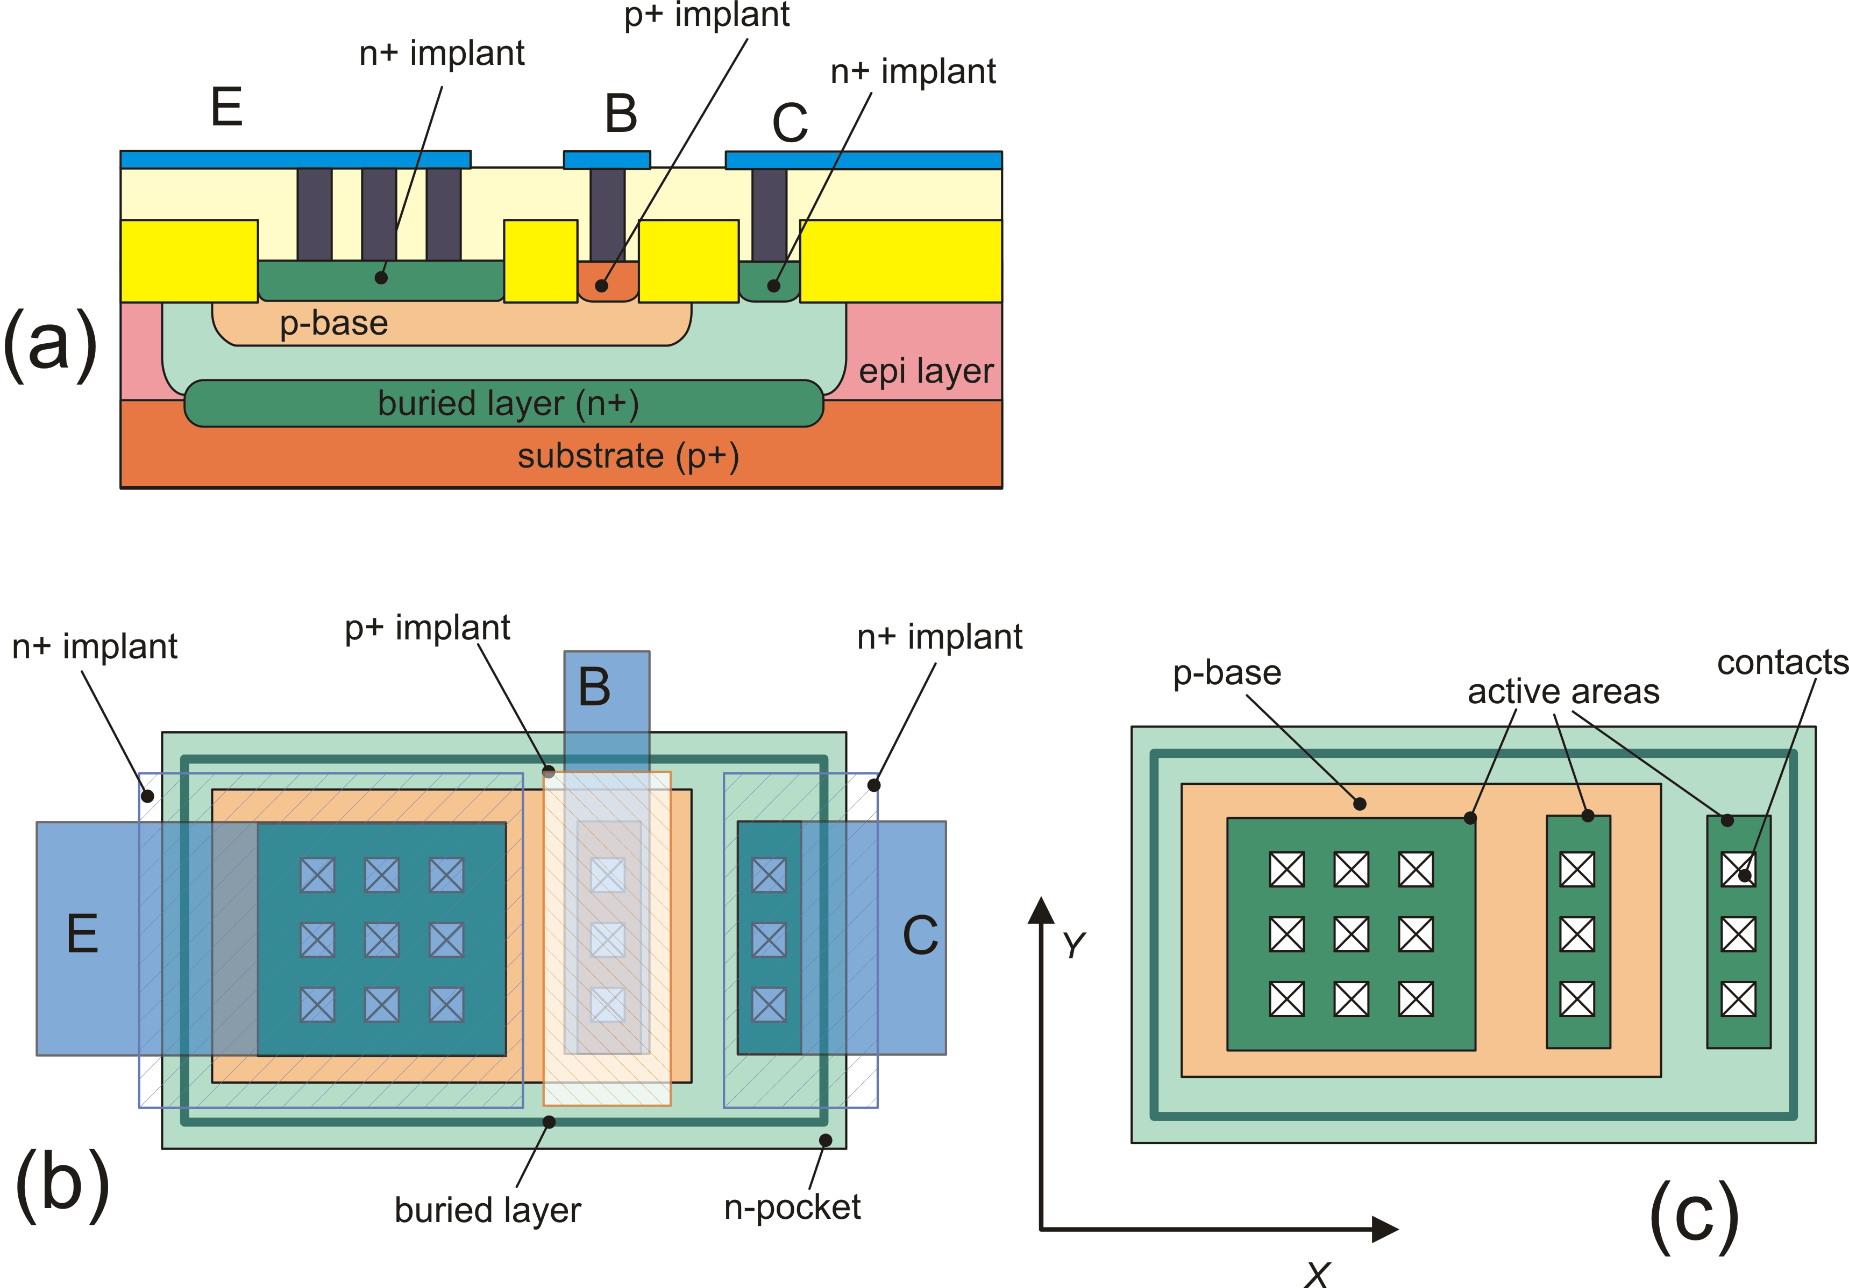 p+ implant
n+ implant
n+ implant
E
B
C
p-base
(a)
epi layer
buried layer (n+)
substrate (p+)
n+ implant
p+ implant
n+ implant
B
E
C
(b)
buried layer
n-pocket
p-base
active areas
contacts
Y
X
(c)